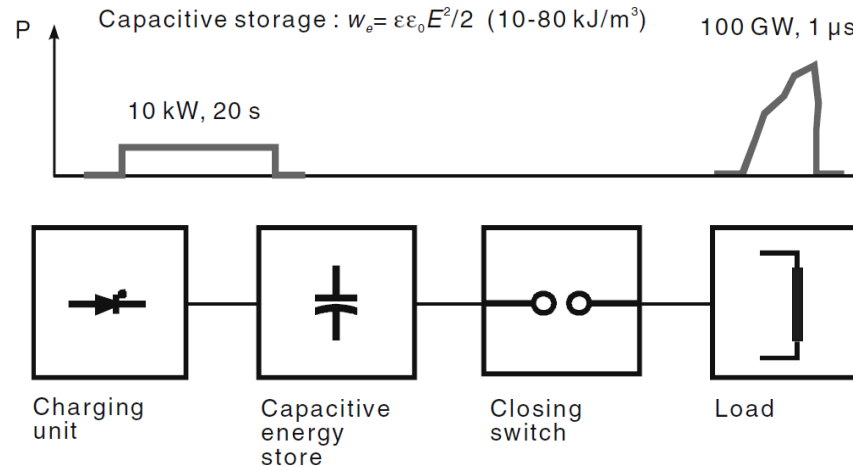 P
Capacitive storage : wₑ= εε₀E²/2 (10-80 kJ/m³)
100 GW, 1 µs
10 kW, 20 s
Charging
unit
Capacitive
energy
store
Closing
switch
Load